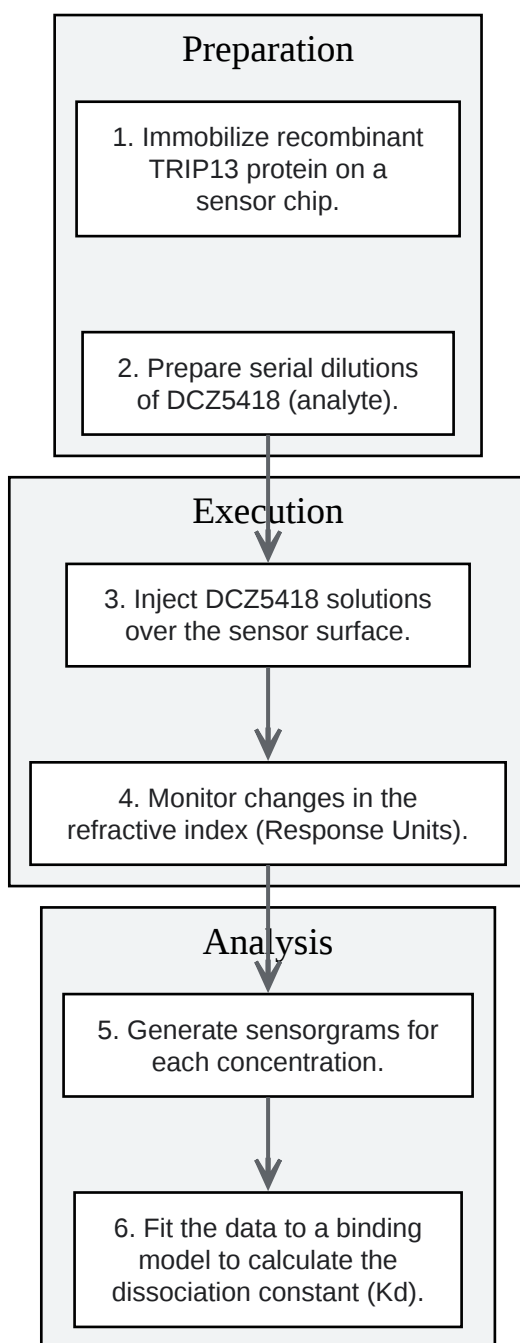 Preparation
1. Immobilize recombinant
TRIP13 protein on a
sensor chip.
2. Prepare serial dilutions
of DCZ5418 (analyte).
Execution
3. Inject DCZ5418 solutions
over the sensor surface.
4. Monitor changes in the
refractive index (Response Units).
Analysis
5. Generate sensorgrams for
each concentration.
6. Fit the data to a binding
model to calculate the
dissociation constant (Kd).